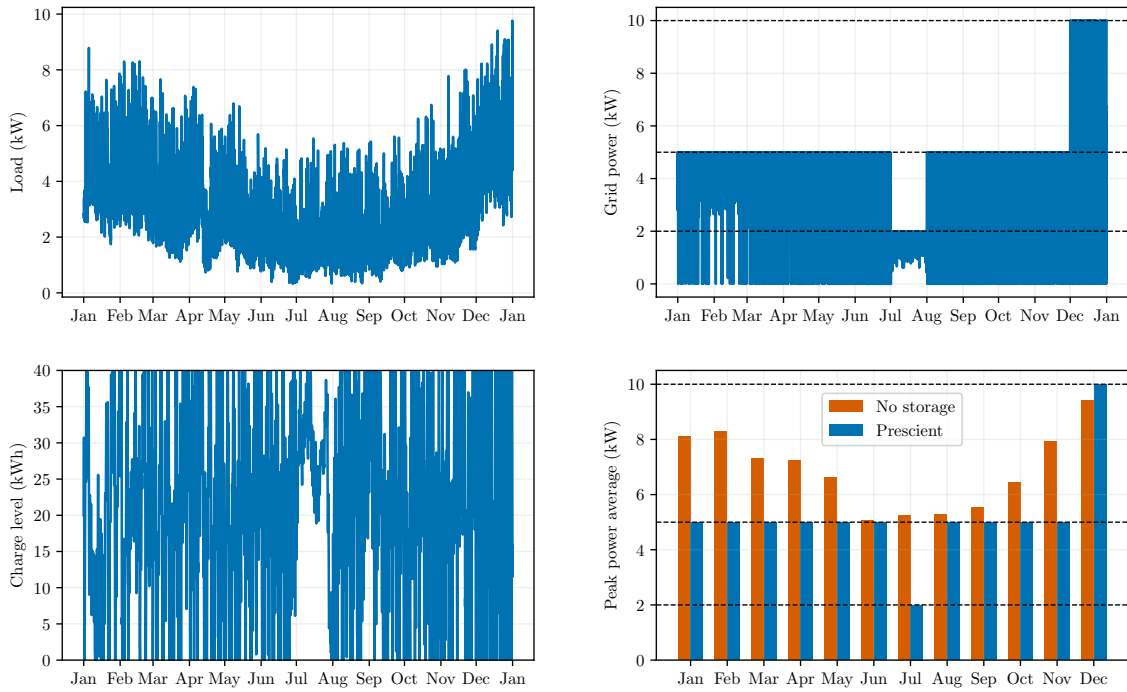 Load (kW)
10
8
6
4
2
0
Jan Feb Mar Apr May Jun Jul Aug Sep Oct Nov Dec Jan
Grid power (kW)
10
8
6
4
2
0
Jan Feb Mar Apr May Jun Jul Aug Sep Oct Nov Dec Jan
Charge level (kWh)
40
35
30
25
20
15
10
5
0
Jan Feb Mar Apr May Jun Jul Aug Sep Oct Nov Dec Jan
Peak power average (kW)
10
8
6
4
2
0
No storage
Prescient
Jan Feb Mar Apr May Jun Jul Aug Sep Oct Nov Dec